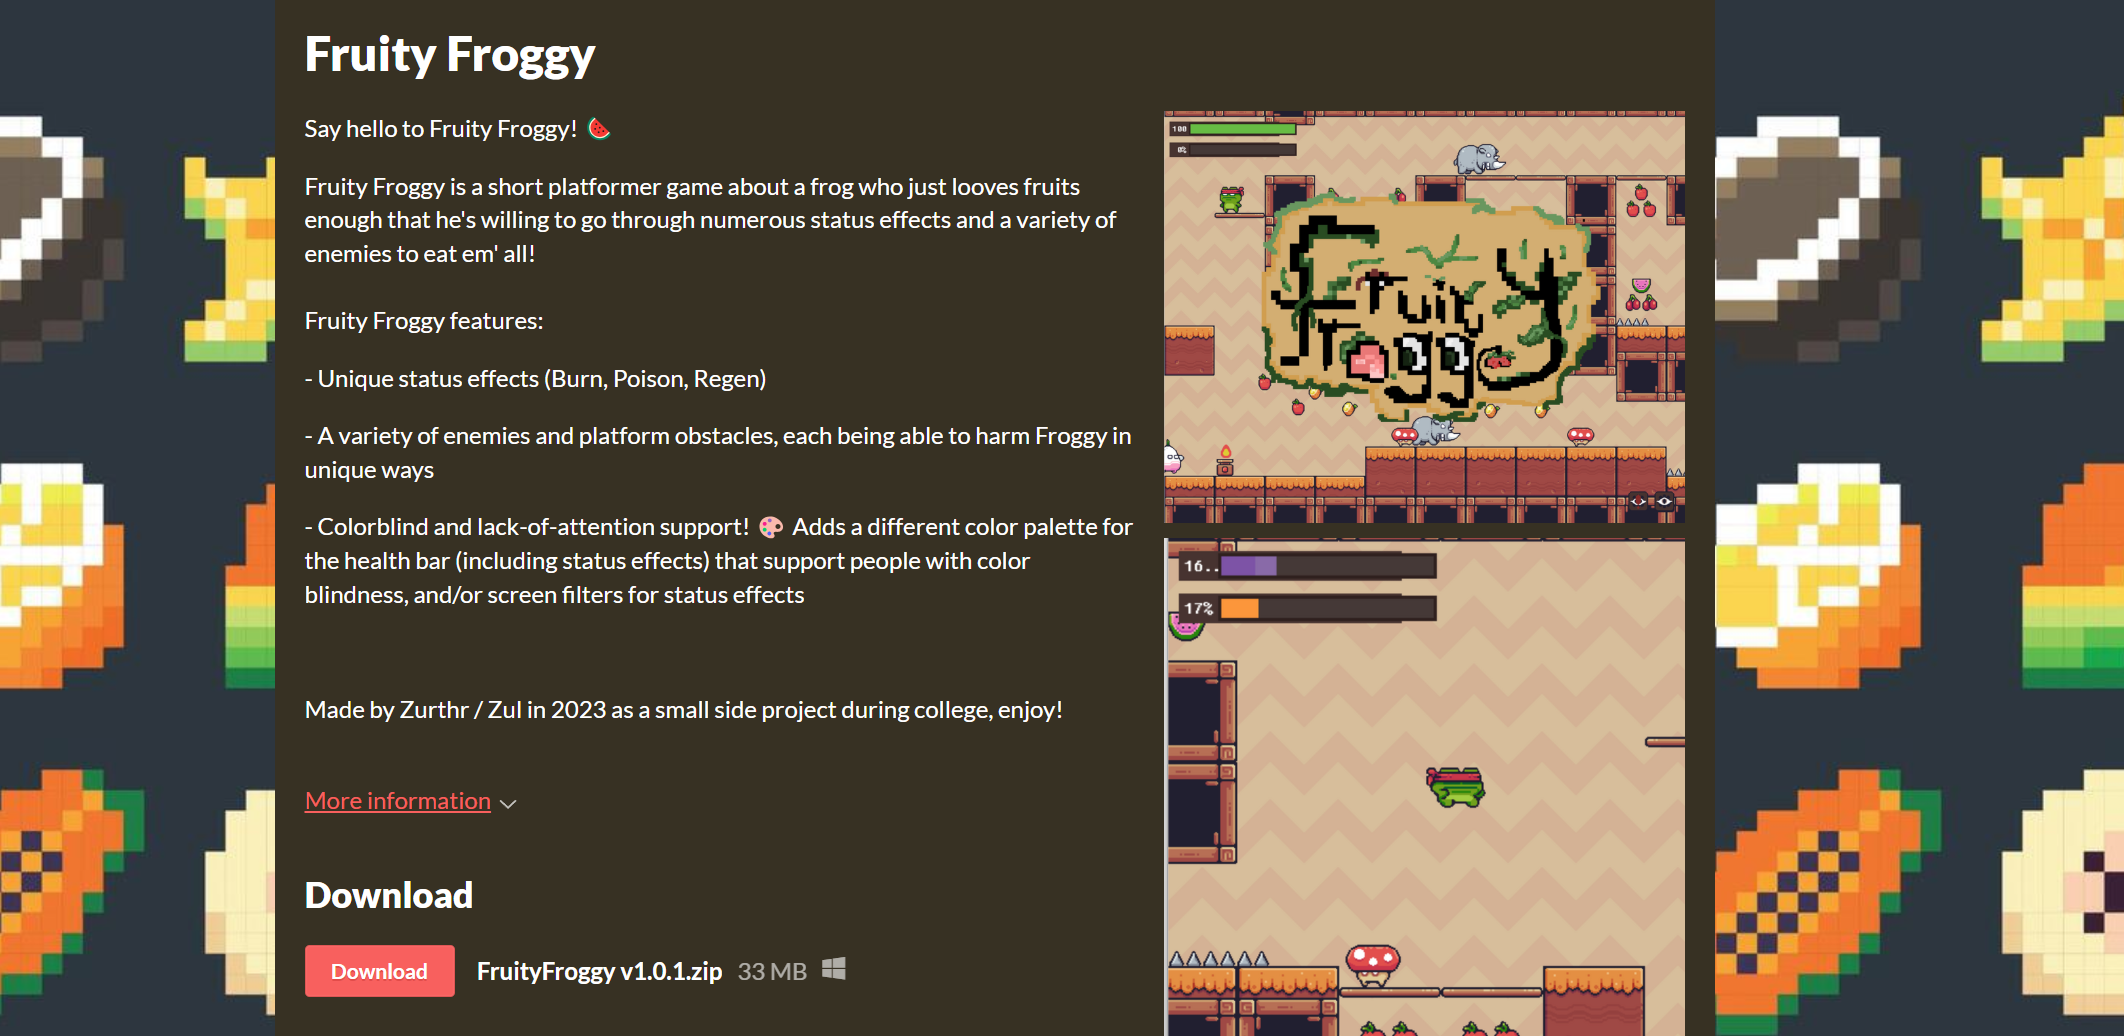 Fruity Froggy
Say hello to Fruity Froggy! 🍉
Fruity Froggy is a short platformer game about a frog who just looves fruits
enough that he's willing to go through numerous status effects and a variety of
enemies to eat em' all!
Fruity Froggy features:
- Unique status effects (Burn, Poison, Regen)
- A variety of enemies and platform obstacles, each being able to harm Froggy in
unique ways
- Colorblind and lack-of-attention support! 🎨 Adds a different color palette for
the health bar (including status effects) that support people with color
blindness, and/or screen filters for status effects
Made by Zurthr / Zul in 2023 as a small side project during college, enjoy!
More information
Download
Download FruityFroggy v1.0.1.zip 33 MB
100
0%
Fruity
Froggy
16..
17%